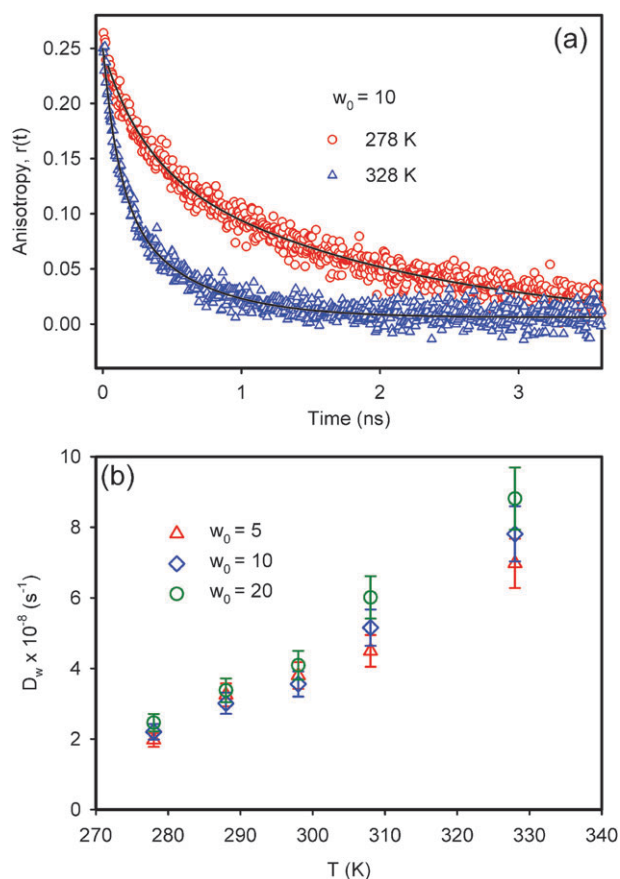 (a)
0.25
0.20
0.15
0.10
0.05
0.00
Anisotropy, r(t)
w₀ = 10
278 K
328 K
0 1 2 3
Time (ns)
(b)
10
8
6
4
2
0
D_w x 10⁻⁸ (s⁻¹)
w₀ = 5
w₀ = 10
w₀ = 20
270 280 290 300 310 320 330 340
T (K)